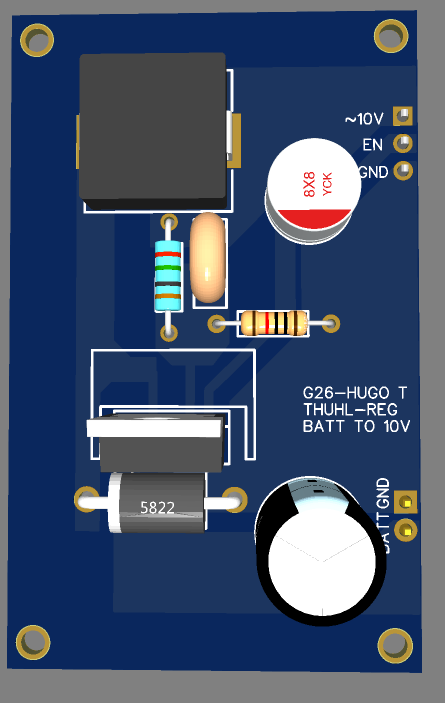 ~10V
EN
GND
8X8
YCK
G26-HUGO T
THUHL-REG
BATT TO 10V
GND
BATT
5822